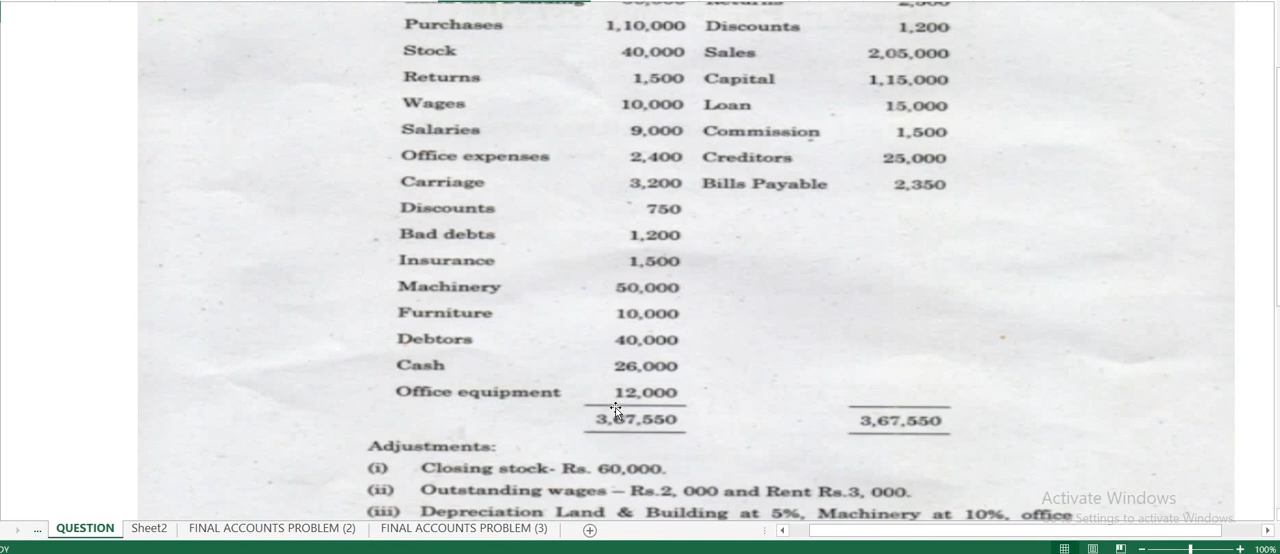 Purchases 1,10,000 Discounts 1,200
Stock 40,000 Sales 2,05,000
Returns 1,500 Capital 1,15,000
Wages 10,000 Loan 15,000
Salaries 9,000 Commission 1,500
Office expenses 2,400 Creditors 25,000
Carriage 3,200 Bills Payable 2,350
Discounts 750
Bad debts 1,200
Insurance 1,500
Machinery 50,000
Furniture 10,000
Debtors 40,000
Cash 26,000
Office equipment 12,000
3,67,550 3,67,550
Adjustments:
(i) Closing stock- Rs. 60,000.
(ii) Outstanding wages – Rs.2, 000 and Rent Rs.3, 000.
(iii) Depreciation Land & Building at 5%, Machinery at 10%, office
Activate Windows
Settings to activate Windows.
... QUESTION Sheet2 FINAL ACCOUNTS PROBLEM (2) FINAL ACCOUNTS PROBLEM (3)
100%